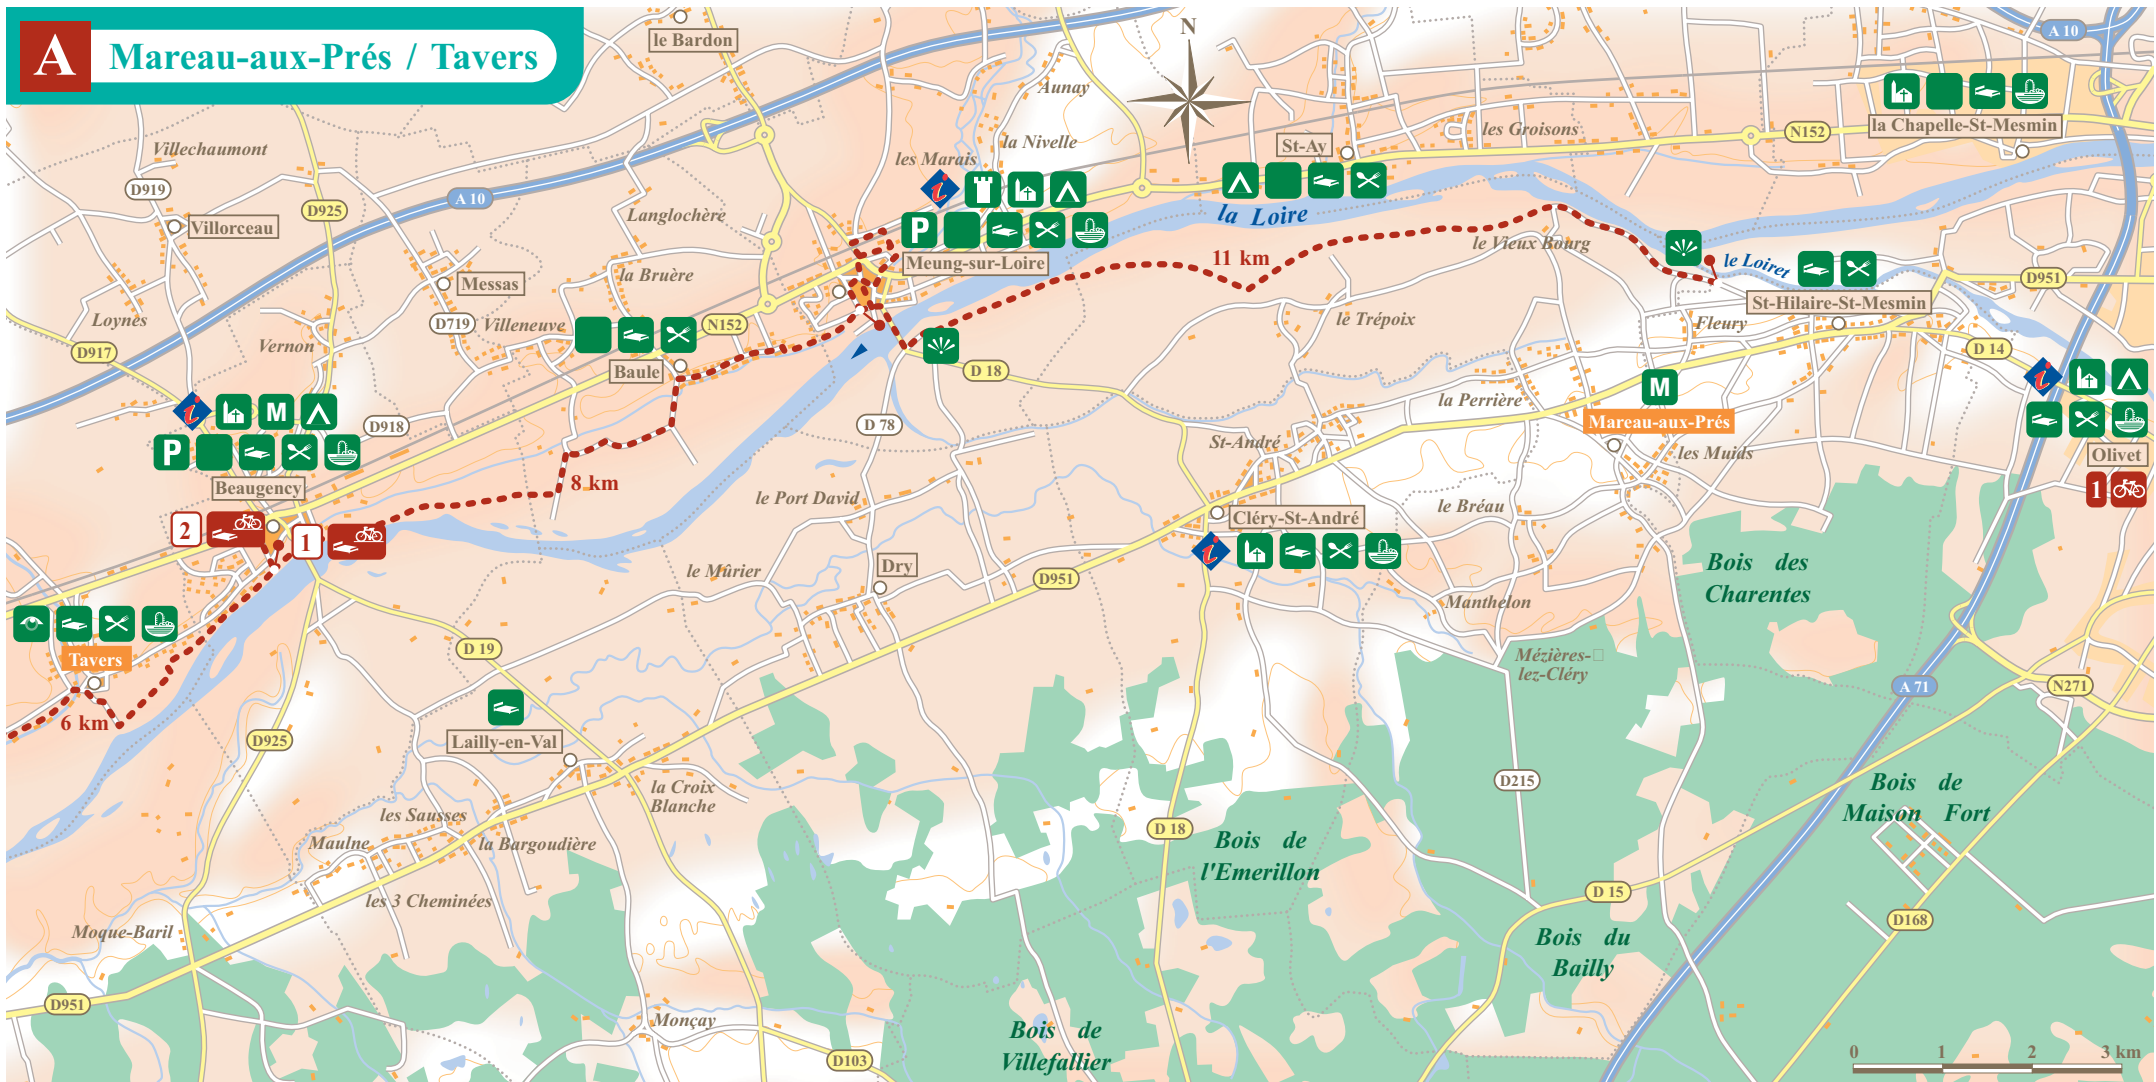 A
Mareau-aux-Prés / Tavers
le Bardon
N
A 10
Aunay
la Chapelle-St-Mesmin
les Groisons
N152
la Nivelle
St-Ay
les Marais
Villechaumont
D919
A 10
D925
Langlochère
Villorceau
la Loire
le Vieux Bourg
Meung-sur-Loire
11 km
le Loiret
la Bruère
Messas
D951
St-Hilaire-St-Mesmin
Loynes
D719
Villeneuve
N152
le Trépoix
Fleury
Vernon
D917
D 14
Baule
D 18
M
la Perrière
Mareau-aux-Prés
M
D918
D 78
P
P
i
i
i
i
St-André
les Muids
Olivet
1
Beaugency
8 km
le Port David
le Bréau
Cléry-St-André
2
1
Bois des
Charentes
Dry
le Mûrier
D951
Manthelon
Tavers
D 19
Mézières-
lez-Cléry
A 71
N271
6 km
D925
Lailly-en-Val
D215
la Croix
Blanche
Bois de
Maison Fort
les Sausses
Maulne
la Bargoudière
D 18
Bois de
l'Emerillon
les 3 Cheminées
D 15
D168
Moque-Baril
Bois du
Bailly
D951
Monçay
Bois de
Villefallier
D103
0 1 2 3 km